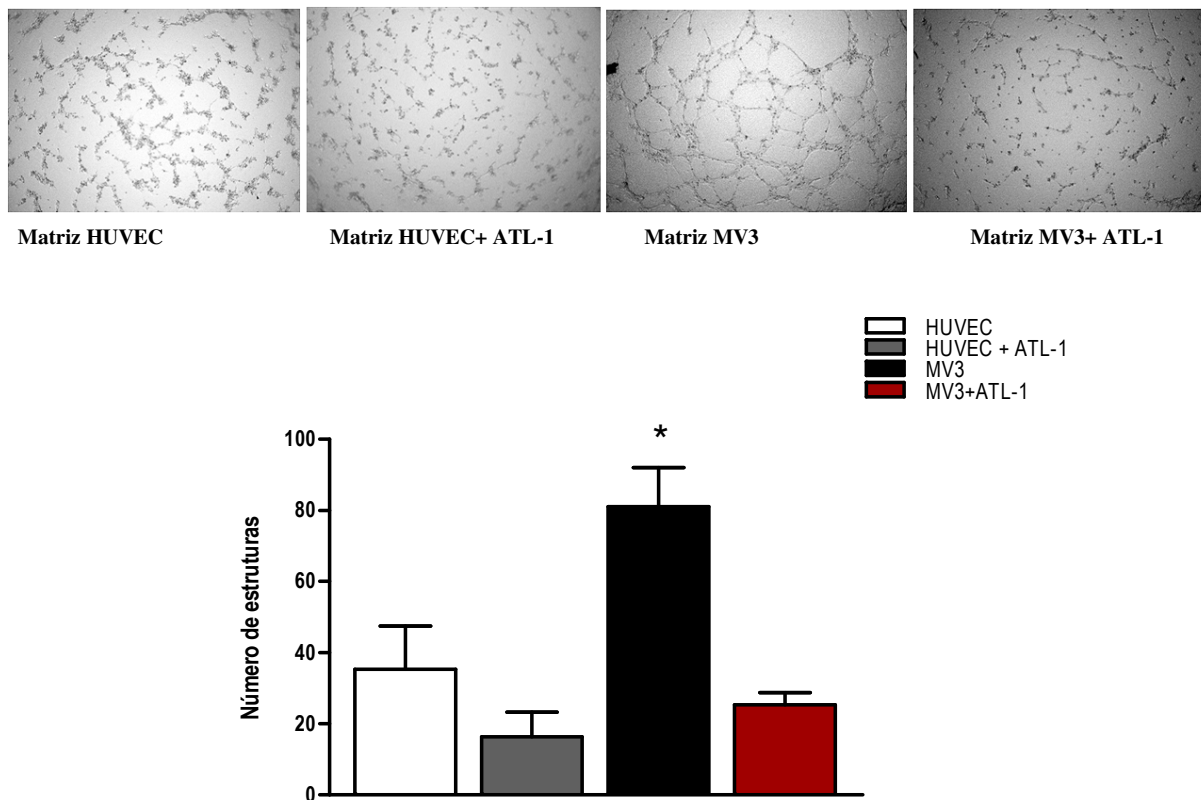 Matriz HUVEC
Matriz HUVEC+ ATL-1
Matriz MV3
Matriz MV3+ ATL-1
HUVEC
HUVEC + ATL-1
MV3
MV3+ATL-1
*
100
80
60
40
20
0
Número de estruturas